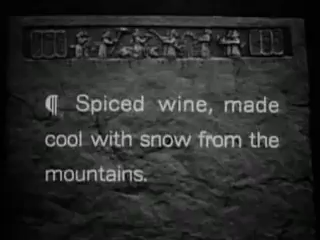 ¶ Spiced wine, made
cool with snow from the
mountains.